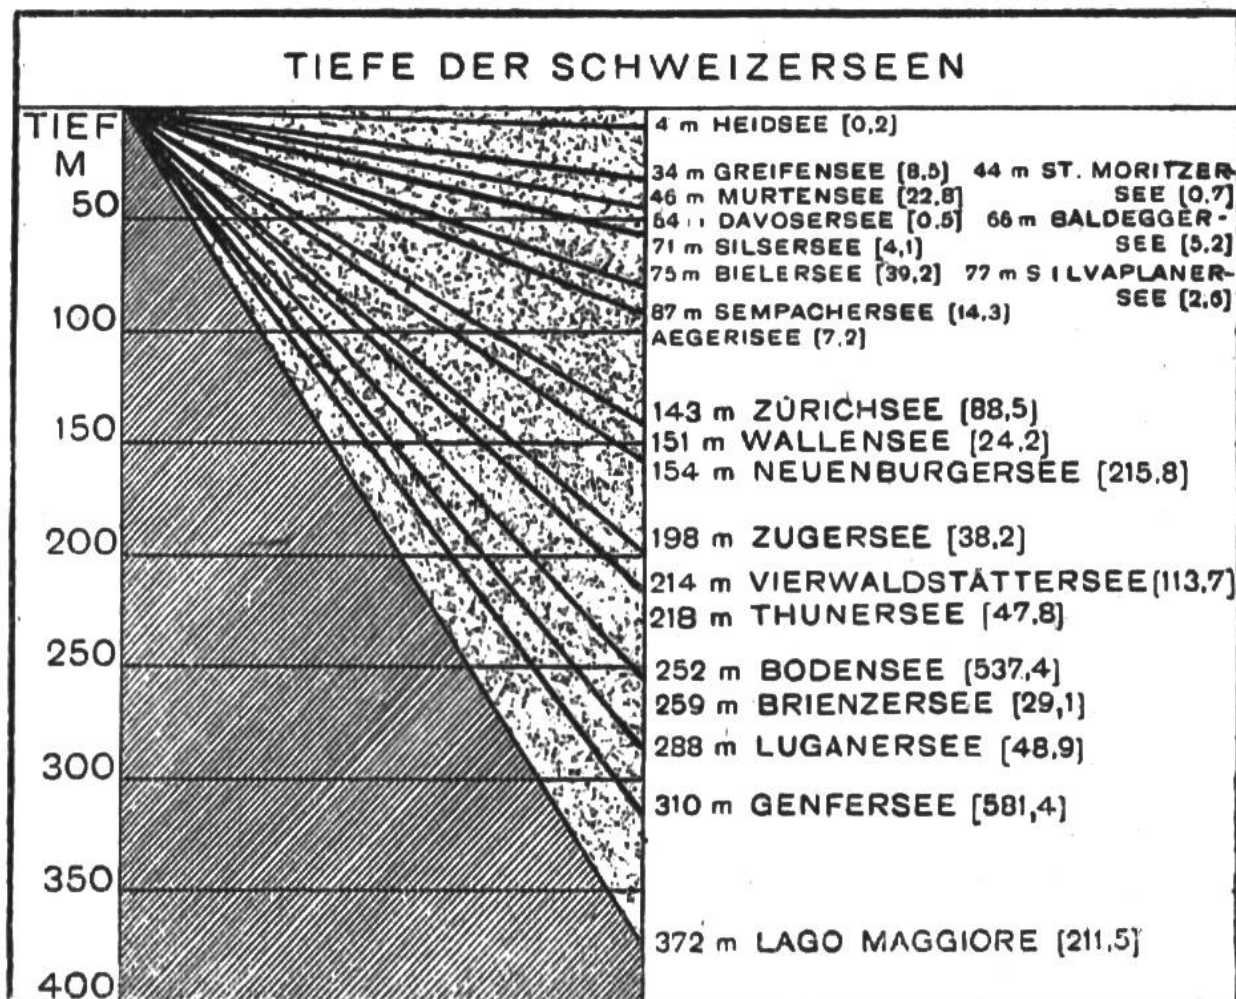 TIEFE DER SCHWEIZERSEEN
TIEF
M
50
100
150
200
250
300
350
400
4 m HEIDSEE [0,2]
34 m GREIFENSEE [8,5] 44 m ST. MORITZER-
SEE [0,7]
46 m MURTENSEE [22,8]
54 " DAVOSERSEE [0,5] 66 m BALDEGGER-
SEE [5,2]
71 m SILSERSEE [4,1]
75 m BIELERSEE [39,2] 77 m SILVAPLANER-
SEE [2,6]
87 m SEMPACHERSEE [14,3]
AEGERISEE [7,2]
143 m ZÜRICHSEE [88,5]
151 m WALLENSEE [24,2]
154 m NEUENBURGERSEE [215,8]
198 m ZUGERSEE [38,2]
214 m VIERWALDSTÄTTERSEE [113,7]
218 m THUNERSEE [47,8]
252 m BODENSEE [537,4]
259 m BRIENZERSEE [29,1]
288 m LUGANERSEE [48,9]
310 m GENFERSEE [581,4]
372 m LAGO MAGGIORE [211,5]